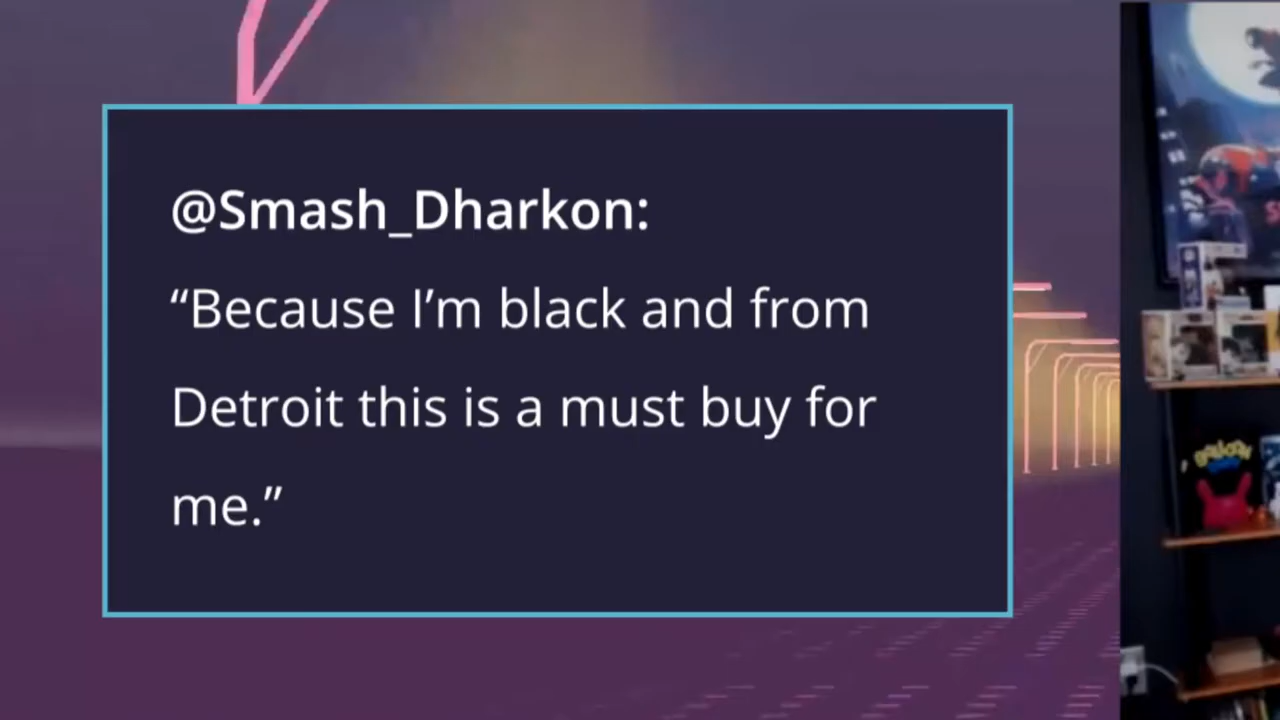 @Smash_Dharkon:
“Because I’m black and from
Detroit this is a must buy for
me.”